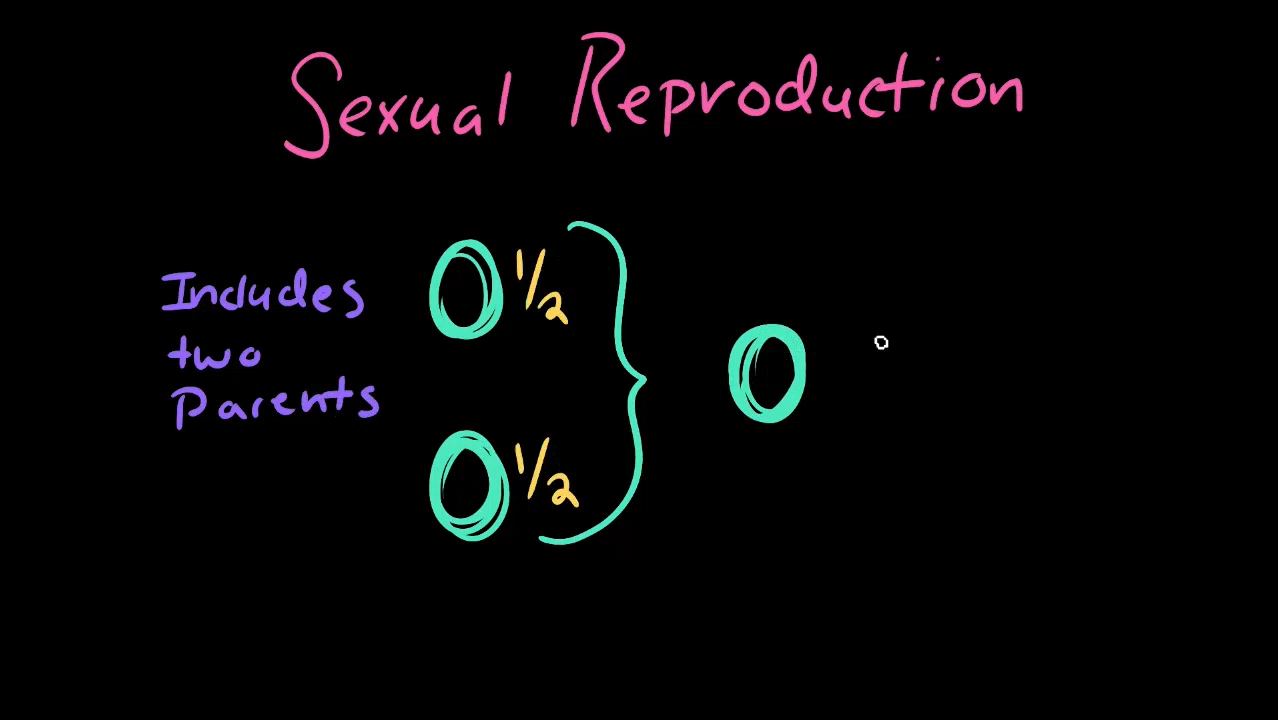 Sexual Reproduction
Includes
two
Parents
1/2
1/2